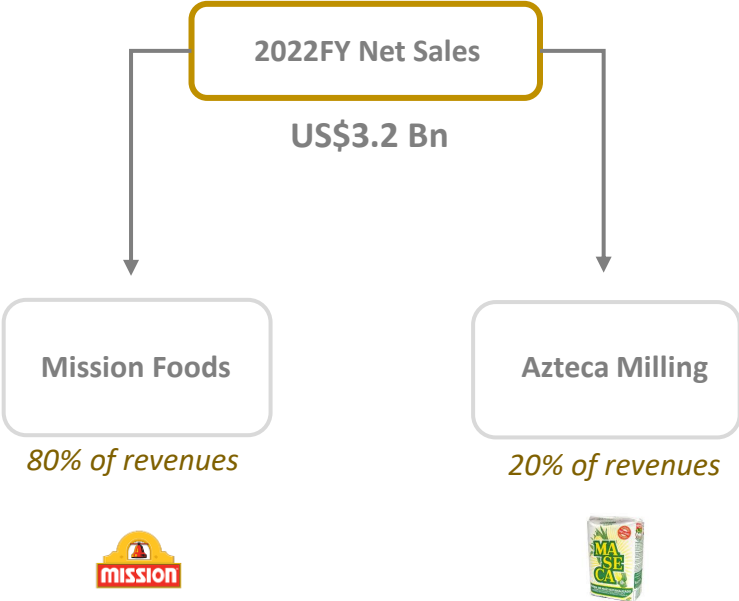 2022FY Net Sales
US$3.2 Bn
Mission Foods
Azteca Milling
80% of revenues
20% of revenues
MISSION
MA
SE
CA